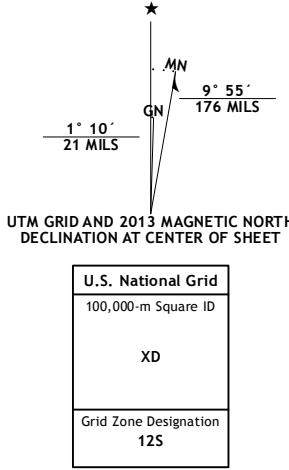 MN
GN
9° 55´
176 MILS
1° 10´
21 MILS
UTM GRID AND 2013 MAGNETIC NORTH
DECLINATION AT CENTER OF SHEET
U.S. National Grid
100,000-m Square ID
XD
Grid Zone Designation
12S